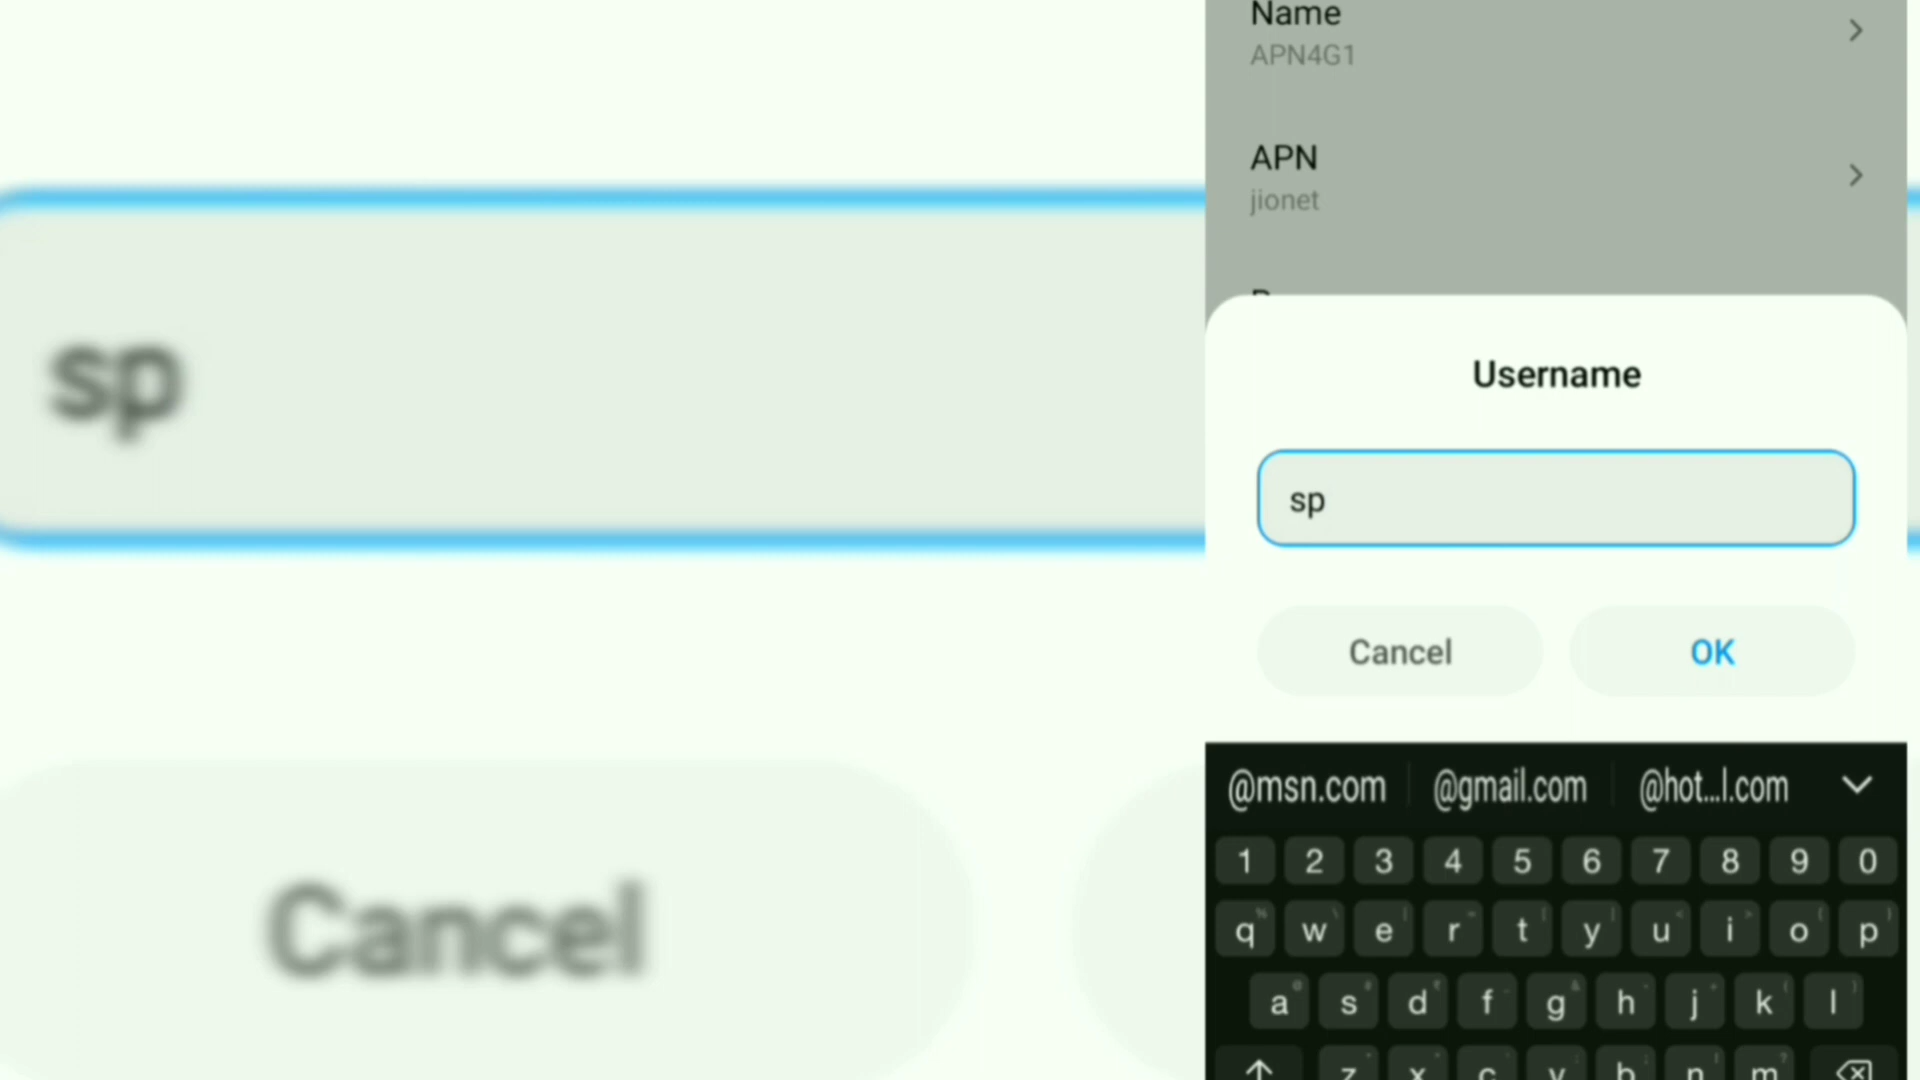 sp
Cancel
Name
APN4G1
APN
jionet
Username
sp
Cancel OK
@msn.com @gmail.com @hot...l.com
1 2 3 4 5 6 7 8 9 0
q w e r t y u i o p
a s d f g h j k l
z x c v b n m